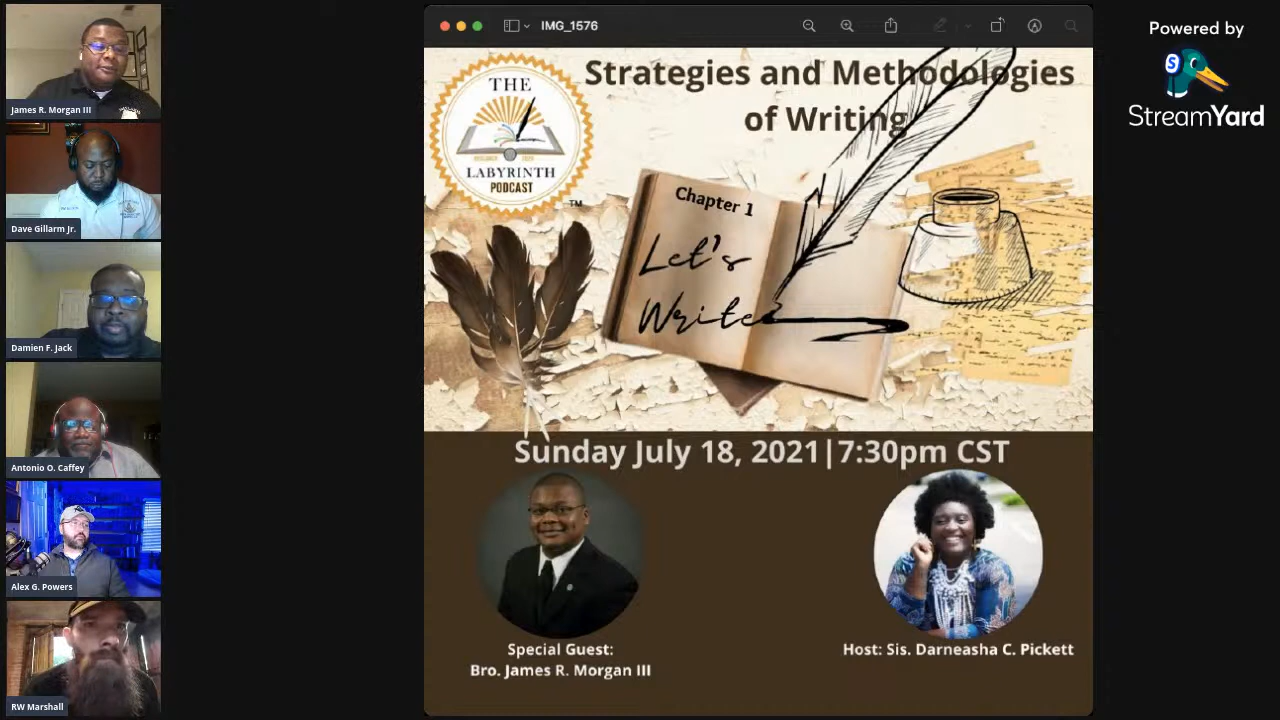 James R. Morgan III
Dave Gillarm Jr.
Damien F. Jack
Antonio O. Caffey
Alex G. Powers
RW Marshall
IMG_1576
THE
LABYRINTH
PODCAST
TM
Strategies and Methodologies
of Writing
Chapter 1
Let's
Write
Sunday July 18, 2021|7:30pm CST
Special Guest:
Bro. James R. Morgan III
Host: Sis. Darneasha C. Pickett
Powered by
S
StreamYard